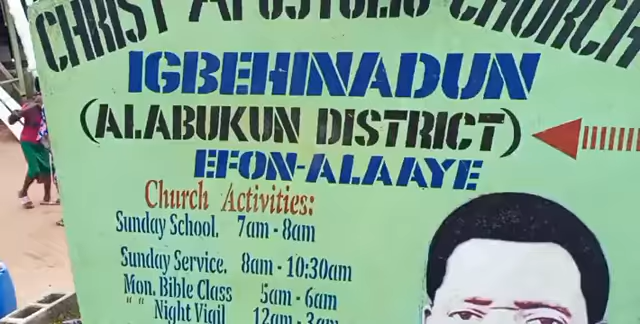 CHRIST APOSTOLIC CHURCH
IGBEHINADUN
(ALABUKUN DISTRICT)
EFON-ALAAYE
Church Activities:
Sunday School. 7am - 8am
Sunday Service. 8am - 10:30am
Mon. Bible Class 5am - 6am
" " Night Vigil 12am - 3am